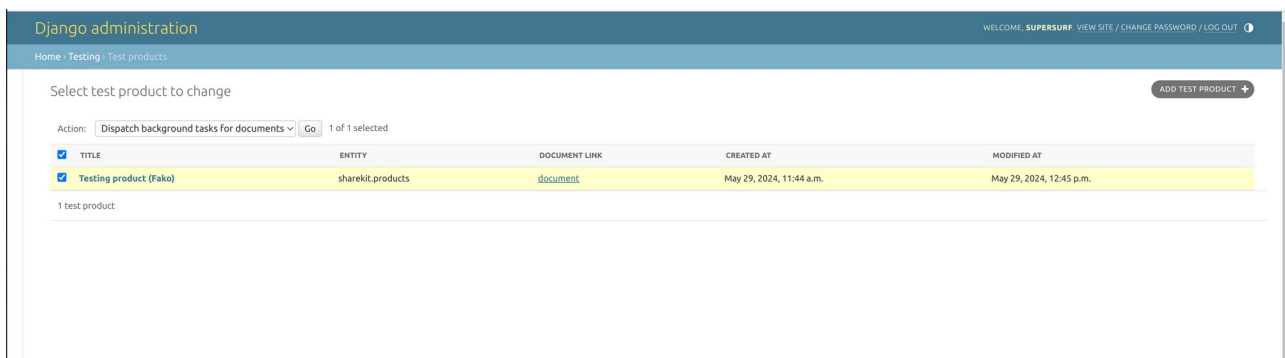 Django administration
WELCOME, SUPERSURF. VIEW SITE / CHANGE PASSWORD / LOG OUT
Home › Testing › Test products
Select test product to change
ADD TEST PRODUCT +
Action: Dispatch background tasks for documents Go 1 of 1 selected
TITLE ENTITY DOCUMENT LINK CREATED AT MODIFIED AT
Testing product (Fako) sharekit.products document May 29, 2024, 11:44 a.m. May 29, 2024, 12:45 p.m.
1 test product